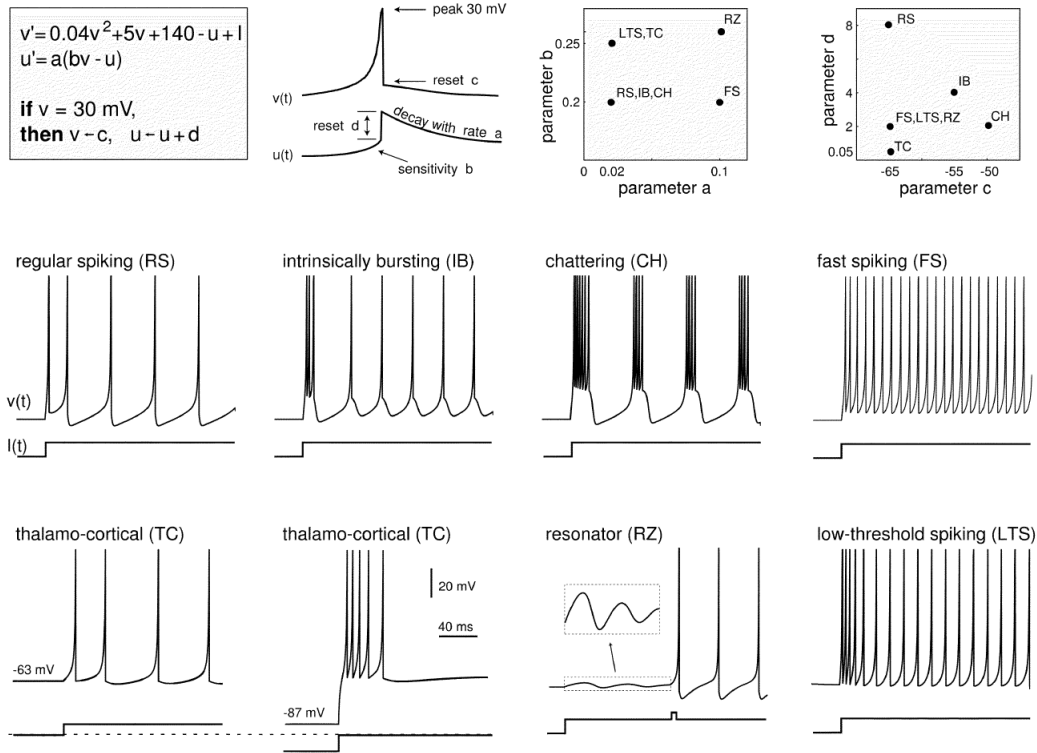 v'= 0.04v²+5v+140 - u + I
u'= a(bv - u)
if v = 30 mV,
then v←c, u←u+d
peak 30 mV
reset c
v(t)
reset d
decay with rate a
u(t)
sensitivity b
parameter b
0.25
0.2
LTS,TC
RZ
RS,IB,CH
FS
0
0.02
0.1
parameter a
parameter d
8
4
2
0.05
RS
IB
FS,LTS,RZ
CH
TC
-65
-55
-50
parameter c
regular spiking (RS)
intrinsically bursting (IB)
chattering (CH)
fast spiking (FS)
v(t)
I(t)
thalamo-cortical (TC)
thalamo-cortical (TC)
resonator (RZ)
low-threshold spiking (LTS)
20 mV
40 ms
-63 mV
-87 mV